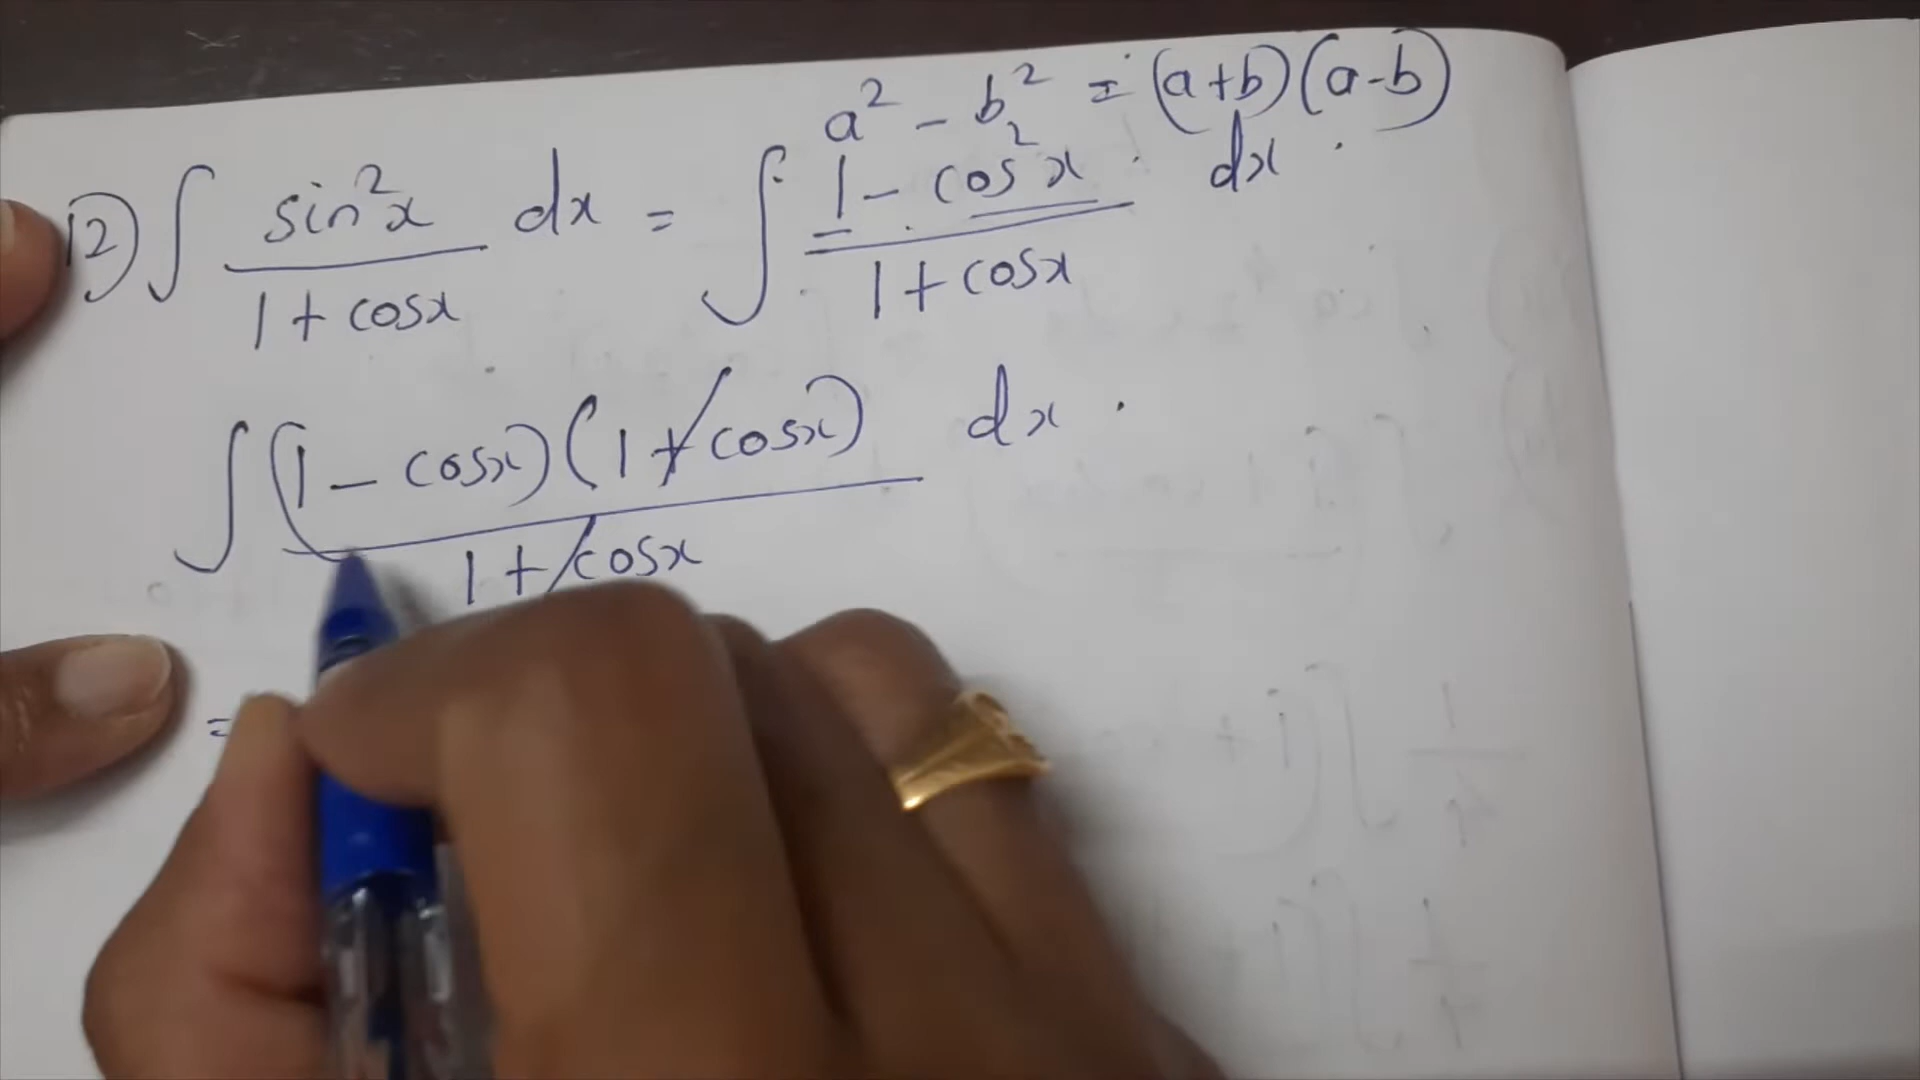 a² - b² = (a+b)(a-b)
12) ∫ sin²x / 1 + cosx dx = ∫ 1 - cos²x / 1 + cosx dx .
∫ (1 - cosx)(1 + cosx) / 1 + cosx dx .
=